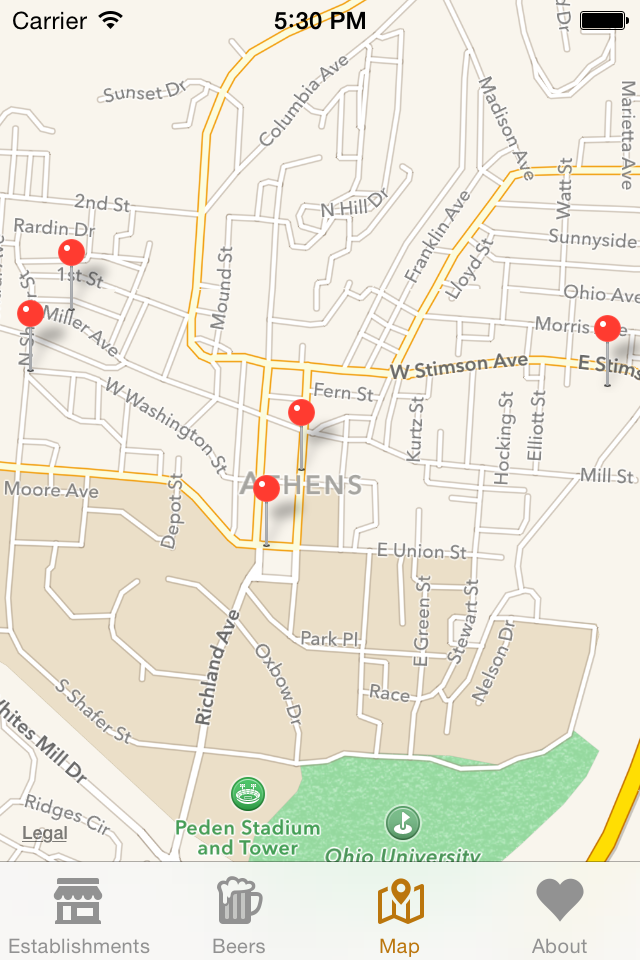 Carrier
5:30 PM
Sunset Dr
Columbia Ave
Madison Ave
Marietta Ave
Watt St
2nd St
N Hill Dr
Rardin Dr
Franklin Ave
Sunnyside
1st St
Mound St
Lloyd St
Ohio Ave
Miller Ave
Morris
W Stimson Ave
E Stims
W Washington St
Fern St
Kurtz St
Hocking St
Elliott St
Mill St
ATHENS
Moore Ave
Depot St
E Union St
E Green St
Stewart St
Richland Ave
Park Pl
Oxbow Dr
Nelson Dr
Race
S Shafer St
Whites Mill Dr
Ridges Cir
Legal
Peden Stadium
and Tower
Ohio University
Establishments
Beers
Map
About